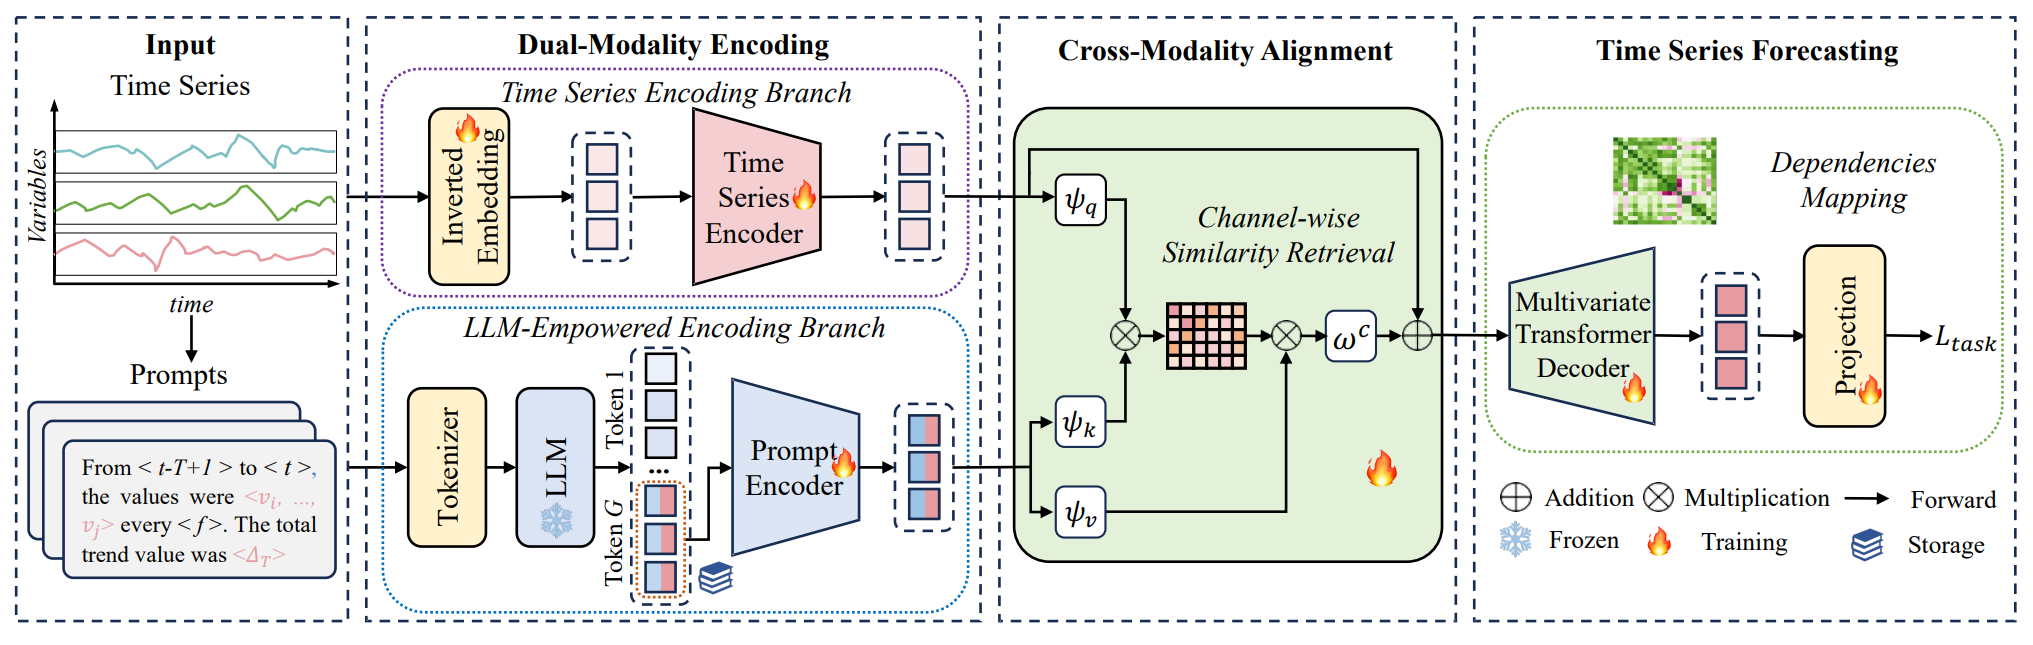 Input
Time Series
Variables
time
Prompts
From < t-T+1 > to < t >,
the values were <v_i, ...,
v_j> every < f >. The total
trend value was <Δ_T>
Dual-Modality Encoding
Time Series Encoding Branch
Inverted
Embedding
Time
Series
Encoder
LLM-Empowered Encoding Branch
Tokenizer
LLM
Token 1
...
Token G
Prompt
Encoder
Cross-Modality Alignment
ψ_q
Channel-wise
Similarity Retrieval
ω^c
ψ_k
ψ_v
Time Series Forecasting
Dependencies
Mapping
Multivariate
Transformer
Decoder
Projection
L_task
Addition
Multiplication
Forward
Frozen
Training
Storage